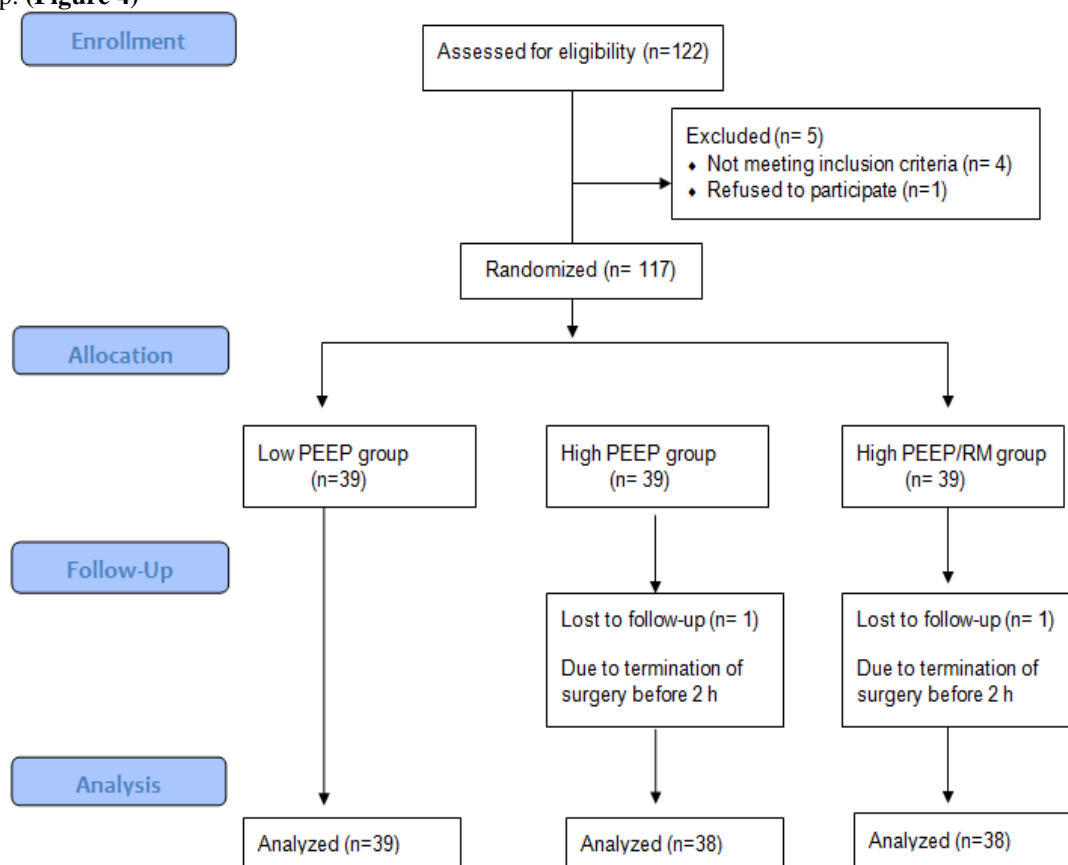 p. (Figure 4)
Enrollment
Assessed for eligibility (n=122)
Excluded (n= 5)
⬧ Not meeting inclusion criteria (n= 4)
⬧ Refused to participate (n=1)
Randomized (n= 117)
Allocation
Low PEEP group
(n=39)
High PEEP group
(n= 39)
High PEEP/RM group
(n= 39)
Follow-Up
Lost to follow-up (n= 1)
Due to termination of
surgery before 2 h
Lost to follow-up (n= 1)
Due to termination of
surgery before 2 h
Analysis
Analyzed (n=39)
Analyzed (n=38)
Analyzed (n=38)